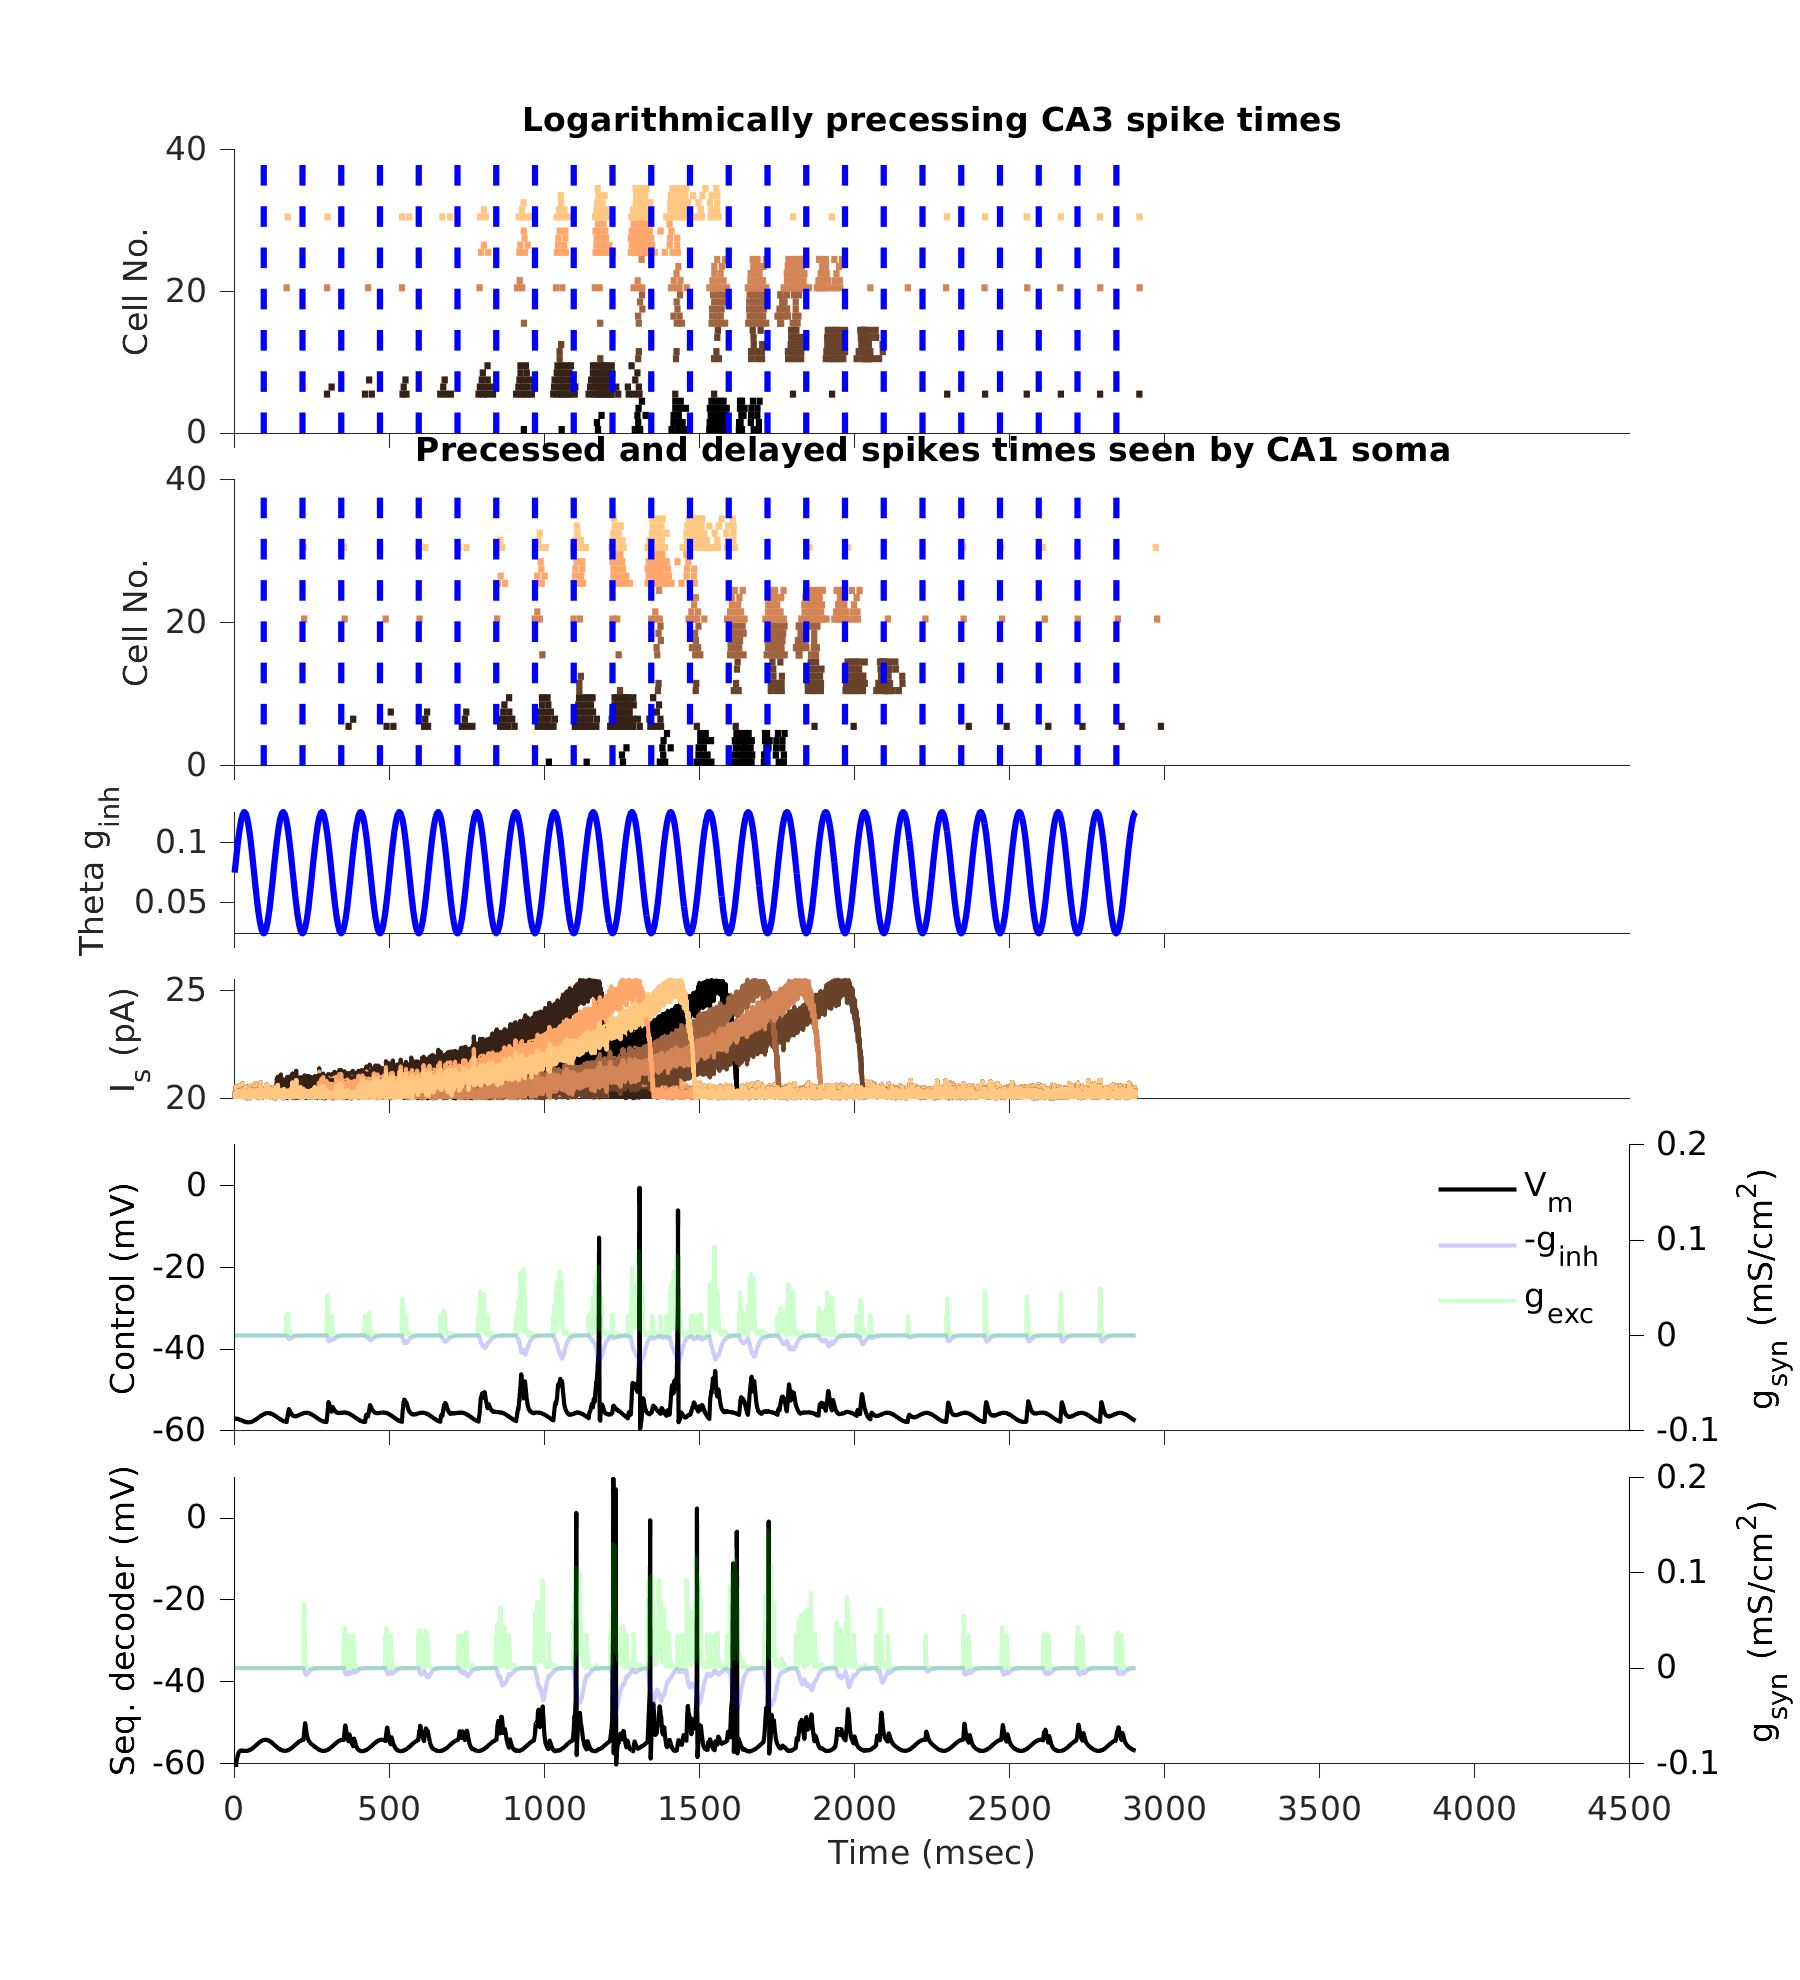 Logarithmically precessing CA3 spike times
40
20
0
Cell No.
Precessed and delayed spikes times seen by CA1 soma
40
20
0
Cell No.
0.1
0.05
Theta g_inh
25
20
I_s (pA)
0
-20
-40
-60
Control (mV)
V_m
-g_inh
g_exc
0.2
0.1
0
-0.1
g_syn (mS/cm^2)
0
-20
-40
-60
Seq. decoder (mV)
0.2
0.1
0
-0.1
g_syn (mS/cm^2)
0 500 1000 1500 2000 2500 3000 3500 4000 4500
Time (msec)